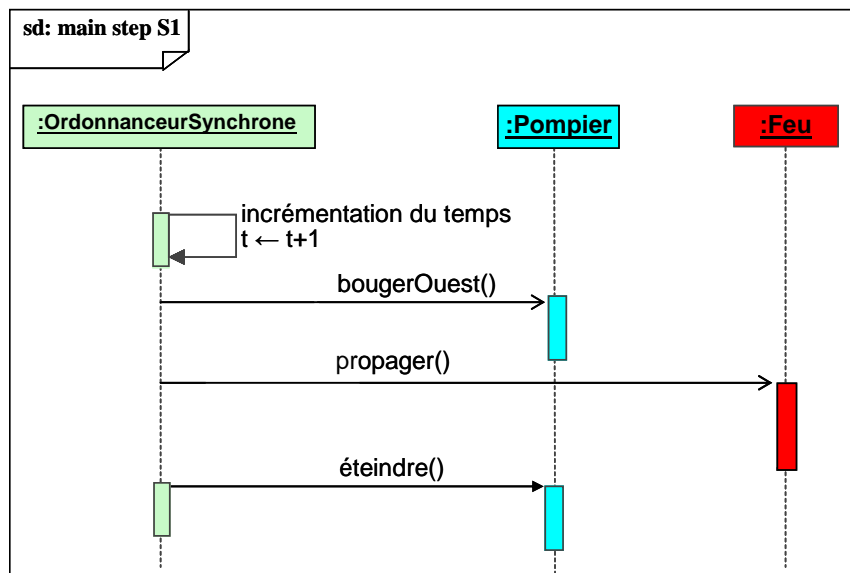 sd: main step S1
:OrdonnanceurSynchrone
:Pompier
:Feu
incrémentation du temps
t ← t+1
bougerOuest()
propager()
éteindre()